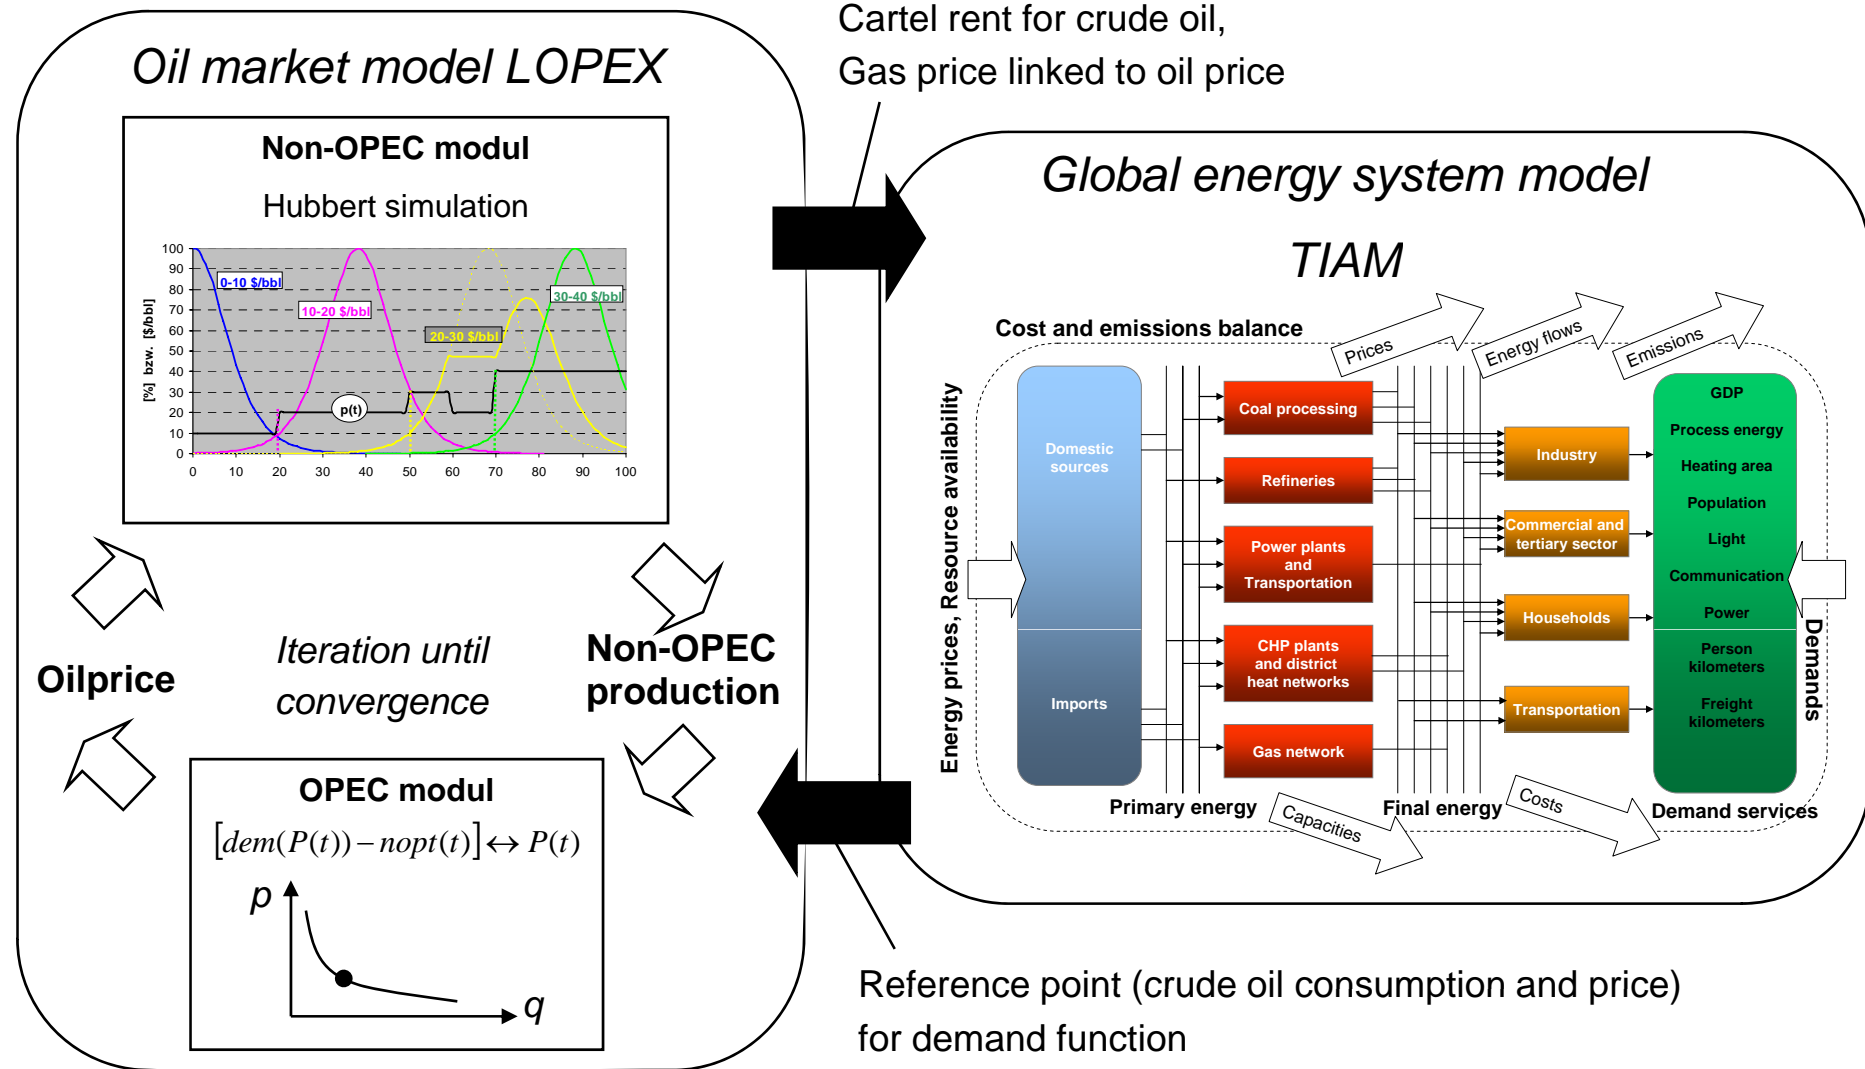 Cartel rent for crude oil,
Gas price linked to oil price
Oil market model LOPEX
Non-OPEC modul
Hubbert simulation
[%] bzw. [$/bbl]
100
90
80
70
60
50
40
30
20
10
0
0 10 20 30 40 50 60 70 80 90 100
0-10 $/bbl
10-20 $/bbl
20-30 $/bbl
30-40 $/bbl
p(t)
Oilprice
Iteration until
convergence
Non-OPEC
production
OPEC modul
[dem(P(t)) – nopt(t)] ↔ P(t)
p
q
Global energy system model
TIAM
Cost and emissions balance
Prices
Energy flows
Emissions
Energy prices, Resource availability
Domestic
sources
Imports
Coal processing
Refineries
Power plants
and
Transportation
CHP plants
and district
heat networks
Gas network
Industry
Commercial and
tertiary sector
Households
Transportation
GDP
Process energy
Heating area
Population
Light
Communication
Power
Person
kilometers
Freight
kilometers
Demands
Primary energy
Capacities
Final energy
Costs
Demand services
Reference point (crude oil consumption and price)
for demand function